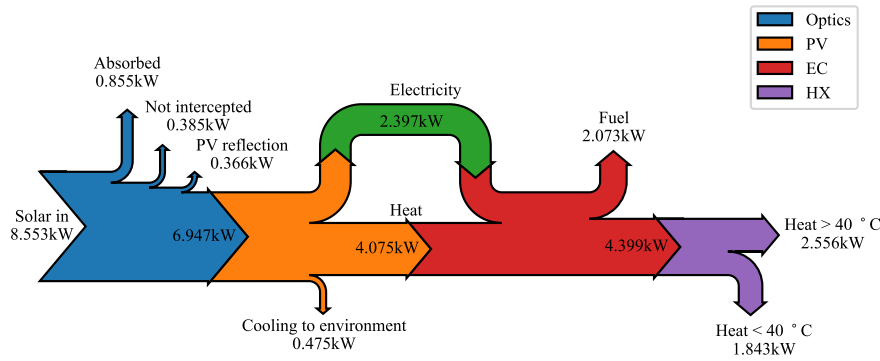 Optics
PV
EC
HX
Absorbed
0.855kW
Not intercepted
0.385kW
PV reflection
0.366kW
Electricity
2.397kW
Fuel
2.073kW
Solar in
8.553kW
6.947kW
Heat
4.075kW
4.399kW
Heat > 40 °C
2.556kW
Cooling to environment
0.475kW
Heat < 40 °C
1.843kW